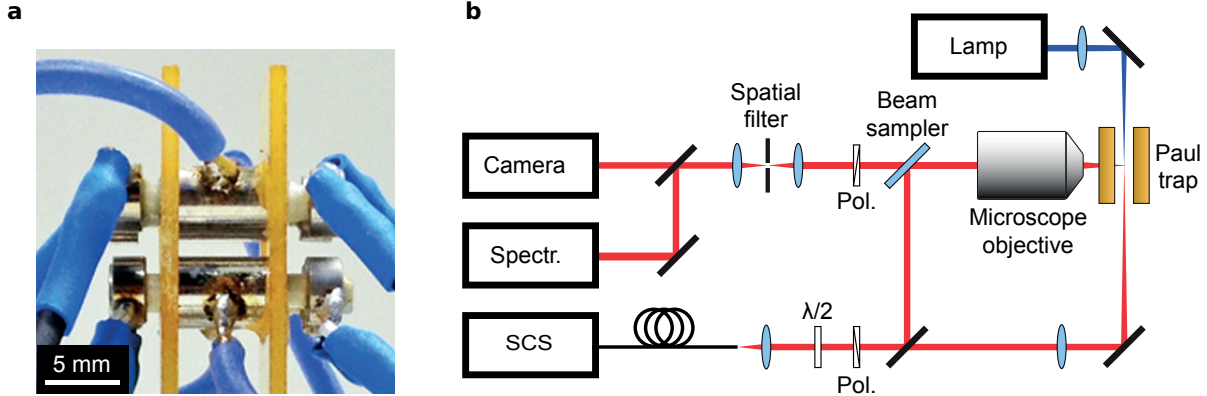 a
5 mm
b
Lamp
Spatial
filter
Beam
sampler
Camera
Pol.
Microscope
objective
Paul
trap
Spectr.
λ/2
SCS
Pol.